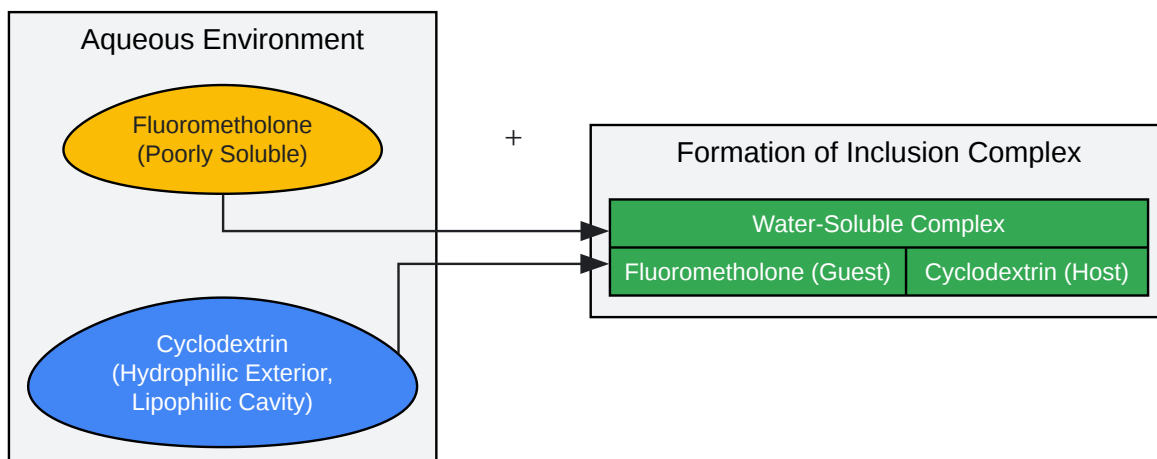 Aqueous Environment
Fluorometholone
(Poorly Soluble)
+
Formation of Inclusion Complex
Water-Soluble Complex
Fluorometholone (Guest)
Cyclodextrin (Host)
Cyclodextrin
(Hydrophilic Exterior,
Lipophilic Cavity)